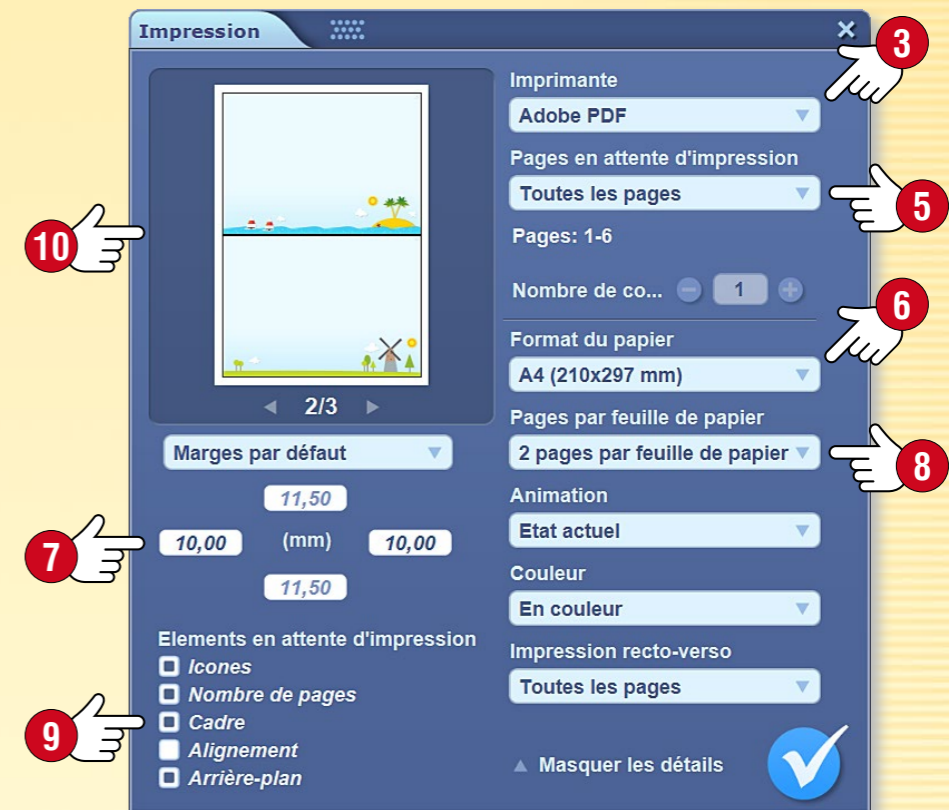 Impression
3
Imprimante
Adobe PDF
Pages en attente d'impression
Toutes les pages
5
Pages: 1-6
10
Nombre de co... 1
6
Format du papier
A4 (210x297 mm)
2/3
Pages par feuille de papier
2 pages par feuille de papier
8
Marges par défaut
11,50
10,00 (mm) 10,00
11,50
7
Animation
Etat actuel
Couleur
En couleur
Impression recto-verso
Toutes les pages
Elements en attente d'impression
Icones
Nombre de pages
Cadre
Alignement
Arrière-plan
9
Masquer les détails